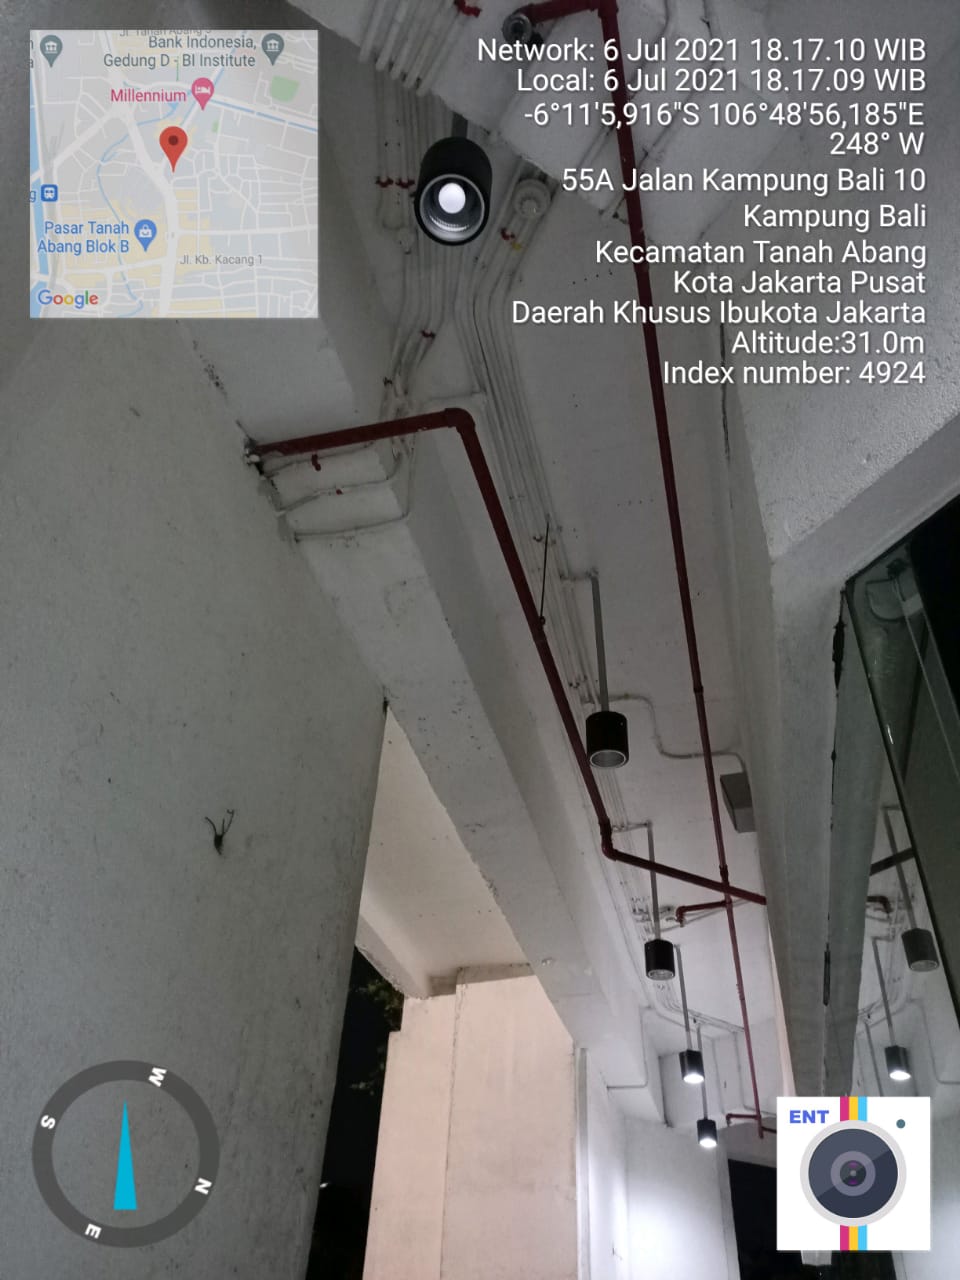 Network: 6 Jul 2021 18.17.10 WIB
Local: 6 Jul 2021 18.17.09 WIB
-6°11'5,916"S 106°48'56,185"E
248° W
55A Jalan Kampung Bali 10
Kampung Bali
Kecamatan Tanah Abang
Kota Jakarta Pusat
Daerah Khusus Ibukota Jakarta
Altitude:31.0m
Index number: 4924
Bank Indonesia,
Gedung D - BI Institute
Millennium
Pasar Tanah
Abang Blok B
Jl. Kb. Kacang 1
Google
W
S
N
E
ENT